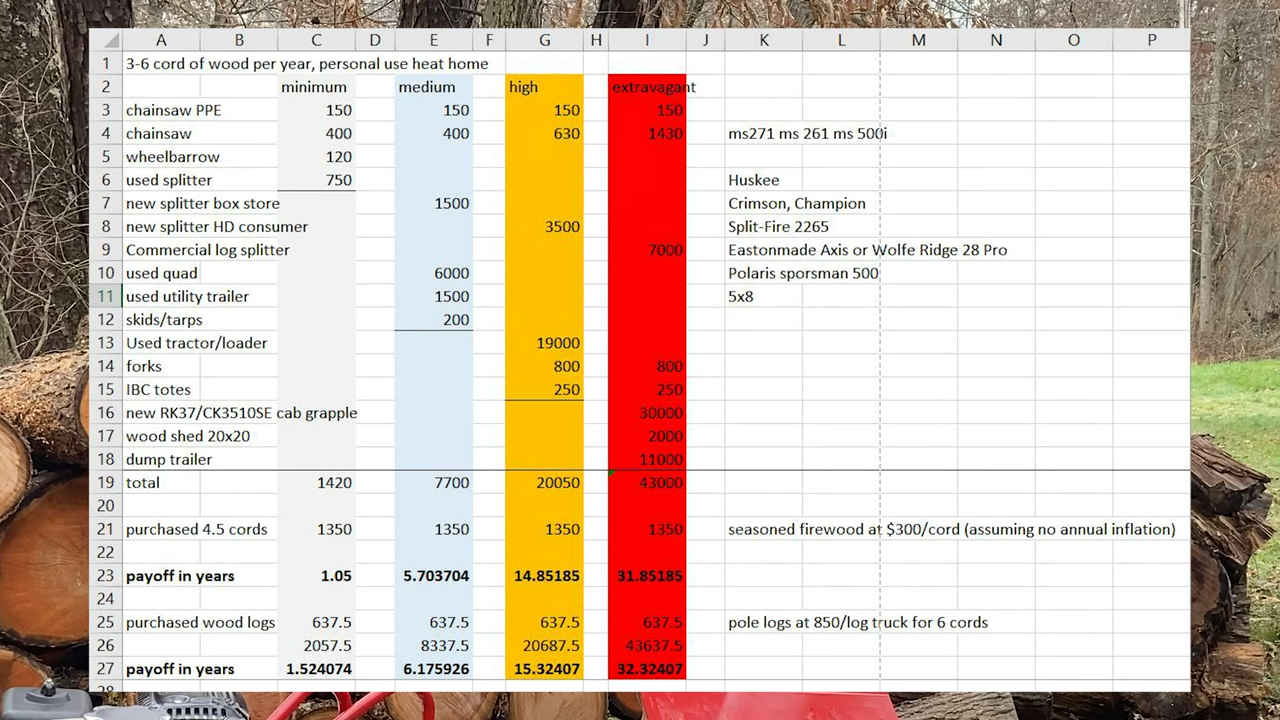 A B C D E F G H I J K L M N O P
1 3-6 cord of wood per year, personal use heat home
2 minimum medium high extravagant
3 chainsaw PPE 150 150 150 150
4 chainsaw 400 400 630 1430 ms271 ms 261 ms 500i
5 wheelbarrow 120
6 used splitter 750 Huskee
7 new splitter box store 1500 Crimson, Champion
8 new splitter HD consumer 3500 Split-Fire 2265
9 Commercial log splitter 7000 Eastonmade Axis or Wolfe Ridge 28 Pro
10 used quad 6000 Polaris sporsman 500
11 used utility trailer 1500 5x8
12 skids/tarps 200
13 Used tractor/loader 19000
14 forks 800 800
15 IBC totes 250 250
16 new RK37/CK3510SE cab grapple 30000
17 wood shed 20x20 2000
18 dump trailer 11000
19 total 1420 7700 20050 43000
20
21 purchased 4.5 cords 1350 1350 1350 1350 seasoned firewood at $300/cord (assuming no annual inflation)
22
23 payoff in years 1.05 5.703704 14.85185 31.85185
24
25 purchased wood logs 637.5 637.5 637.5 637.5 pole logs at 850/log truck for 6 cords
26 2057.5 8337.5 20687.5 43637.5
27 payoff in years 1.524074 6.175926 15.32407 32.32407
28